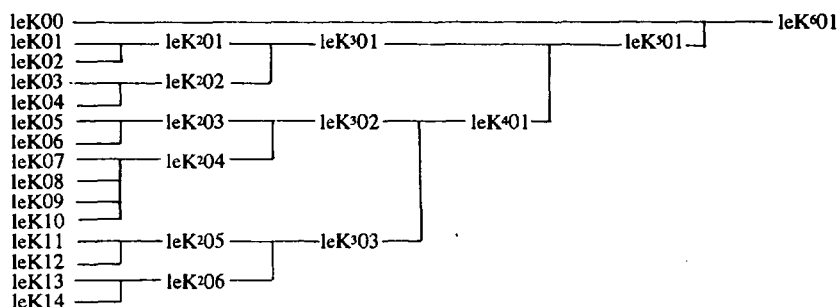 leK00 leK⁶01
leK01 leK²01 leK³01 leK⁵01
leK02
leK03 leK²02
leK04
leK05 leK²03 leK³02 leK⁴01
leK06
leK07 leK²04
leK08
leK09
leK10
leK11 leK²05 leK³03
leK12
leK13 leK²06
leK14